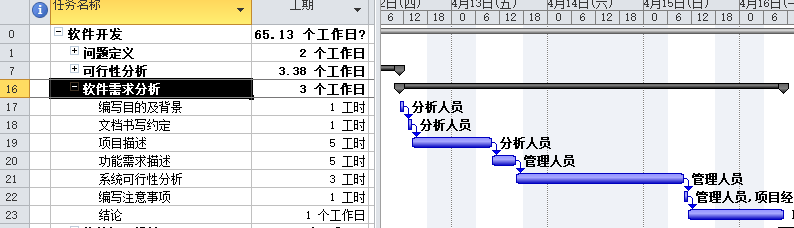 任务名称 工期 2日(四) 4月13日(五) 4月14日(六) 4月15日(日) 4月16日(一
6 12 18 0 6 12 18 0 6 12 18 0 6 12 18 0 6
0 软件开发 65.13 个工作日?
1 问题定义 2 个工作日
7 可行性分析 3.38 个工作日
16 软件需求分析 3 个工作日
17 编写目的及背景 1 工时 分析人员
18 文档书写约定 1 工时 分析人员
19 项目描述 5 工时 分析人员
20 功能需求描述 5 工时 管理人员
21 系统可行性分析 3 工时 管理人员
22 编写注意事项 1 工时 管理人员,项目经
23 结论 1 个工作日